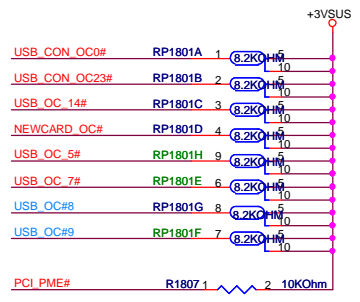 +3VSUS
USB_CON_OC0# RP1801A 1 8.2KOHM 5 10
USB_CON_OC23# RP1801B 2 8.2KOHM 5 10
USB_OC_14# RP1801C 3 8.2KOHM 5 10
NEWCARD_OC# RP1801D 4 8.2KOHM 5 10
USB_OC_5# RP1801H 9 8.2KOHM 5 10
USB_OC_7# RP1801E 6 8.2KOHM 5 10
USB_OC#8 RP1801G 8 8.2KOHM 5 10
USB_OC#9 RP1801F 7 8.2KOHM 5 10
PCI_PME# R1807 1 2 10KOhm